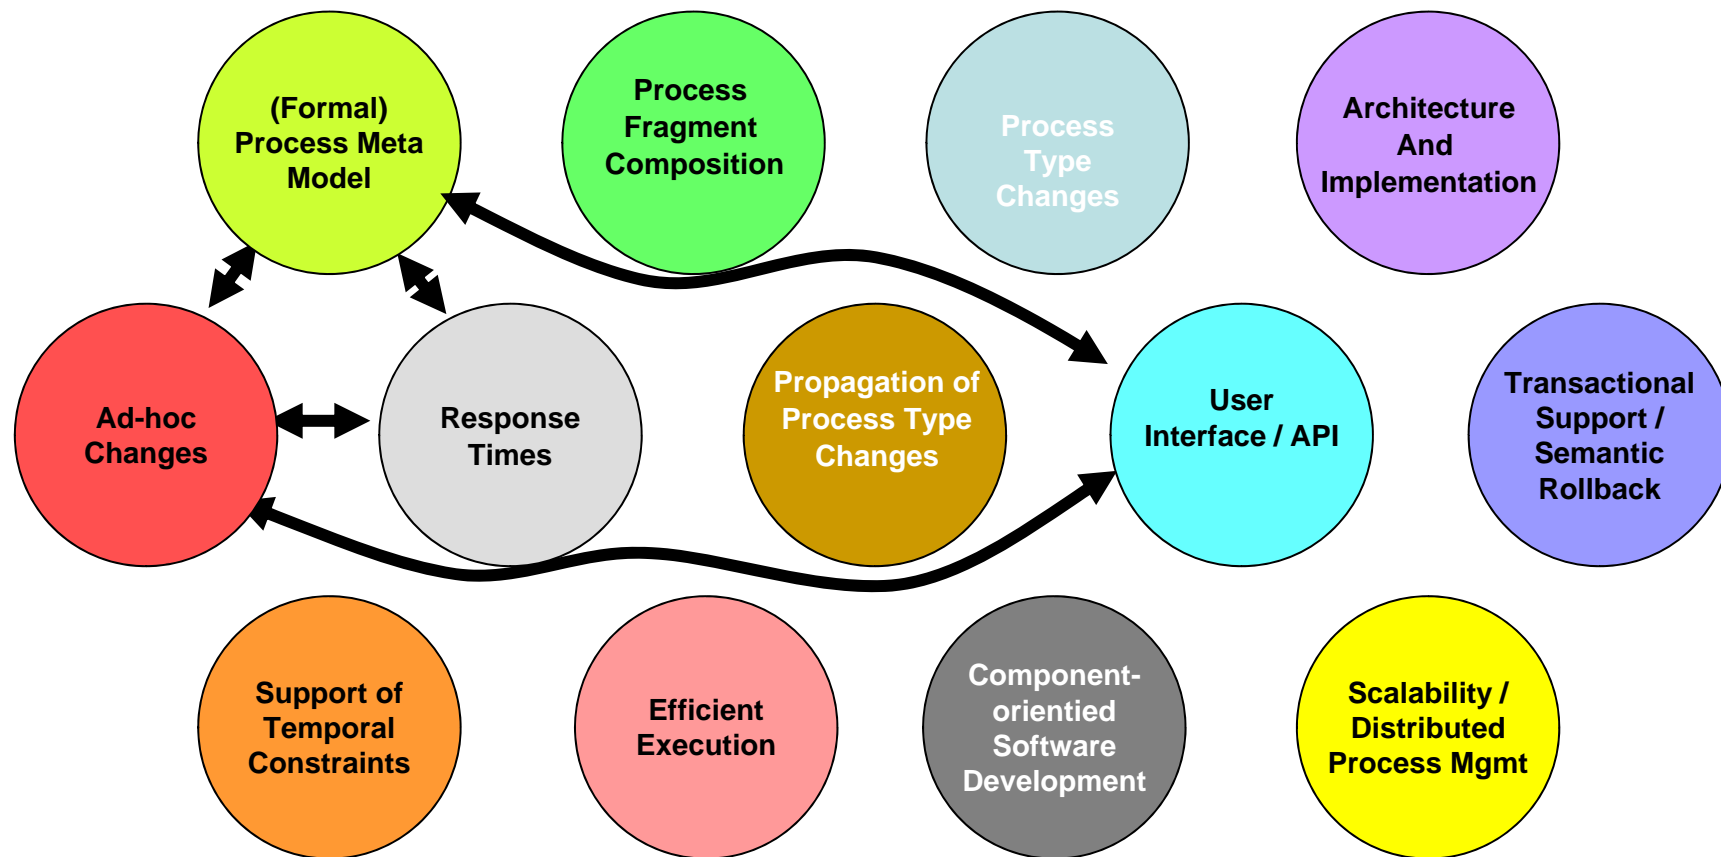 (Formal)
Process Meta
Model
Process
Fragment
Composition
Process
Type
Changes
Architecture
And
Implementation
Ad-hoc
Changes
Response
Times
Propagation of
Process Type
Changes
User
Interface / API
Transactional
Support /
Semantic
Rollback
Support of
Temporal
Constraints
Efficient
Execution
Component-
orientied
Software
Development
Scalability /
Distributed
Process Mgmt